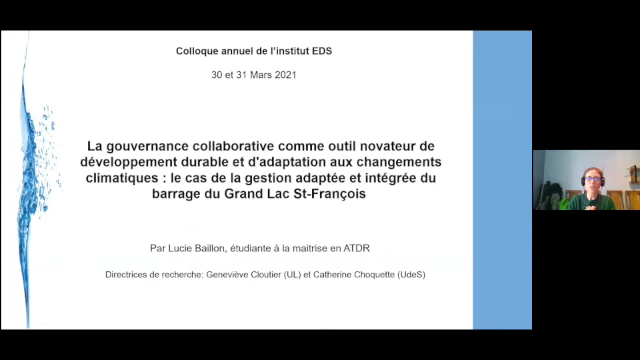 Colloque annuel de l'institut EDS
30 et 31 Mars 2021
La gouvernance collaborative comme outil novateur de
développement durable et d'adaptation aux changements
climatiques : le cas de la gestion adaptée et intégrée du
barrage du Grand Lac St-François
Par Lucie Baillon, étudiante à la maitrise en ATDR
Directrices de recherche: Geneviève Cloutier (UL) et Catherine Choquette (UdeS)